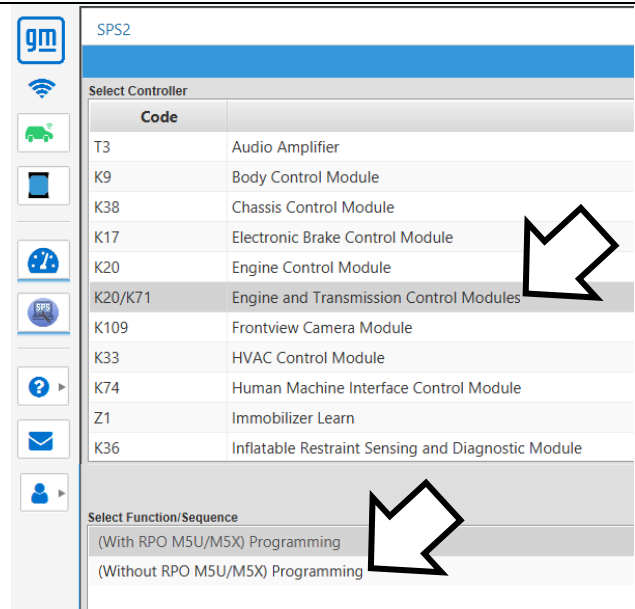 gm
SPS2
Select Controller
Code
T3 Audio Amplifier
K9 Body Control Module
K38 Chassis Control Module
K17 Electronic Brake Control Module
K20 Engine Control Module
K20/K71 Engine and Transmission Control Modules
K109 Frontview Camera Module
K33 HVAC Control Module
K74 Human Machine Interface Control Module
Z1 Immobilizer Learn
K36 Inflatable Restraint Sensing and Diagnostic Module
SPS
?
Select Function/Sequence
(With RPO M5U/M5X) Programming
(Without RPO M5U/M5X) Programming